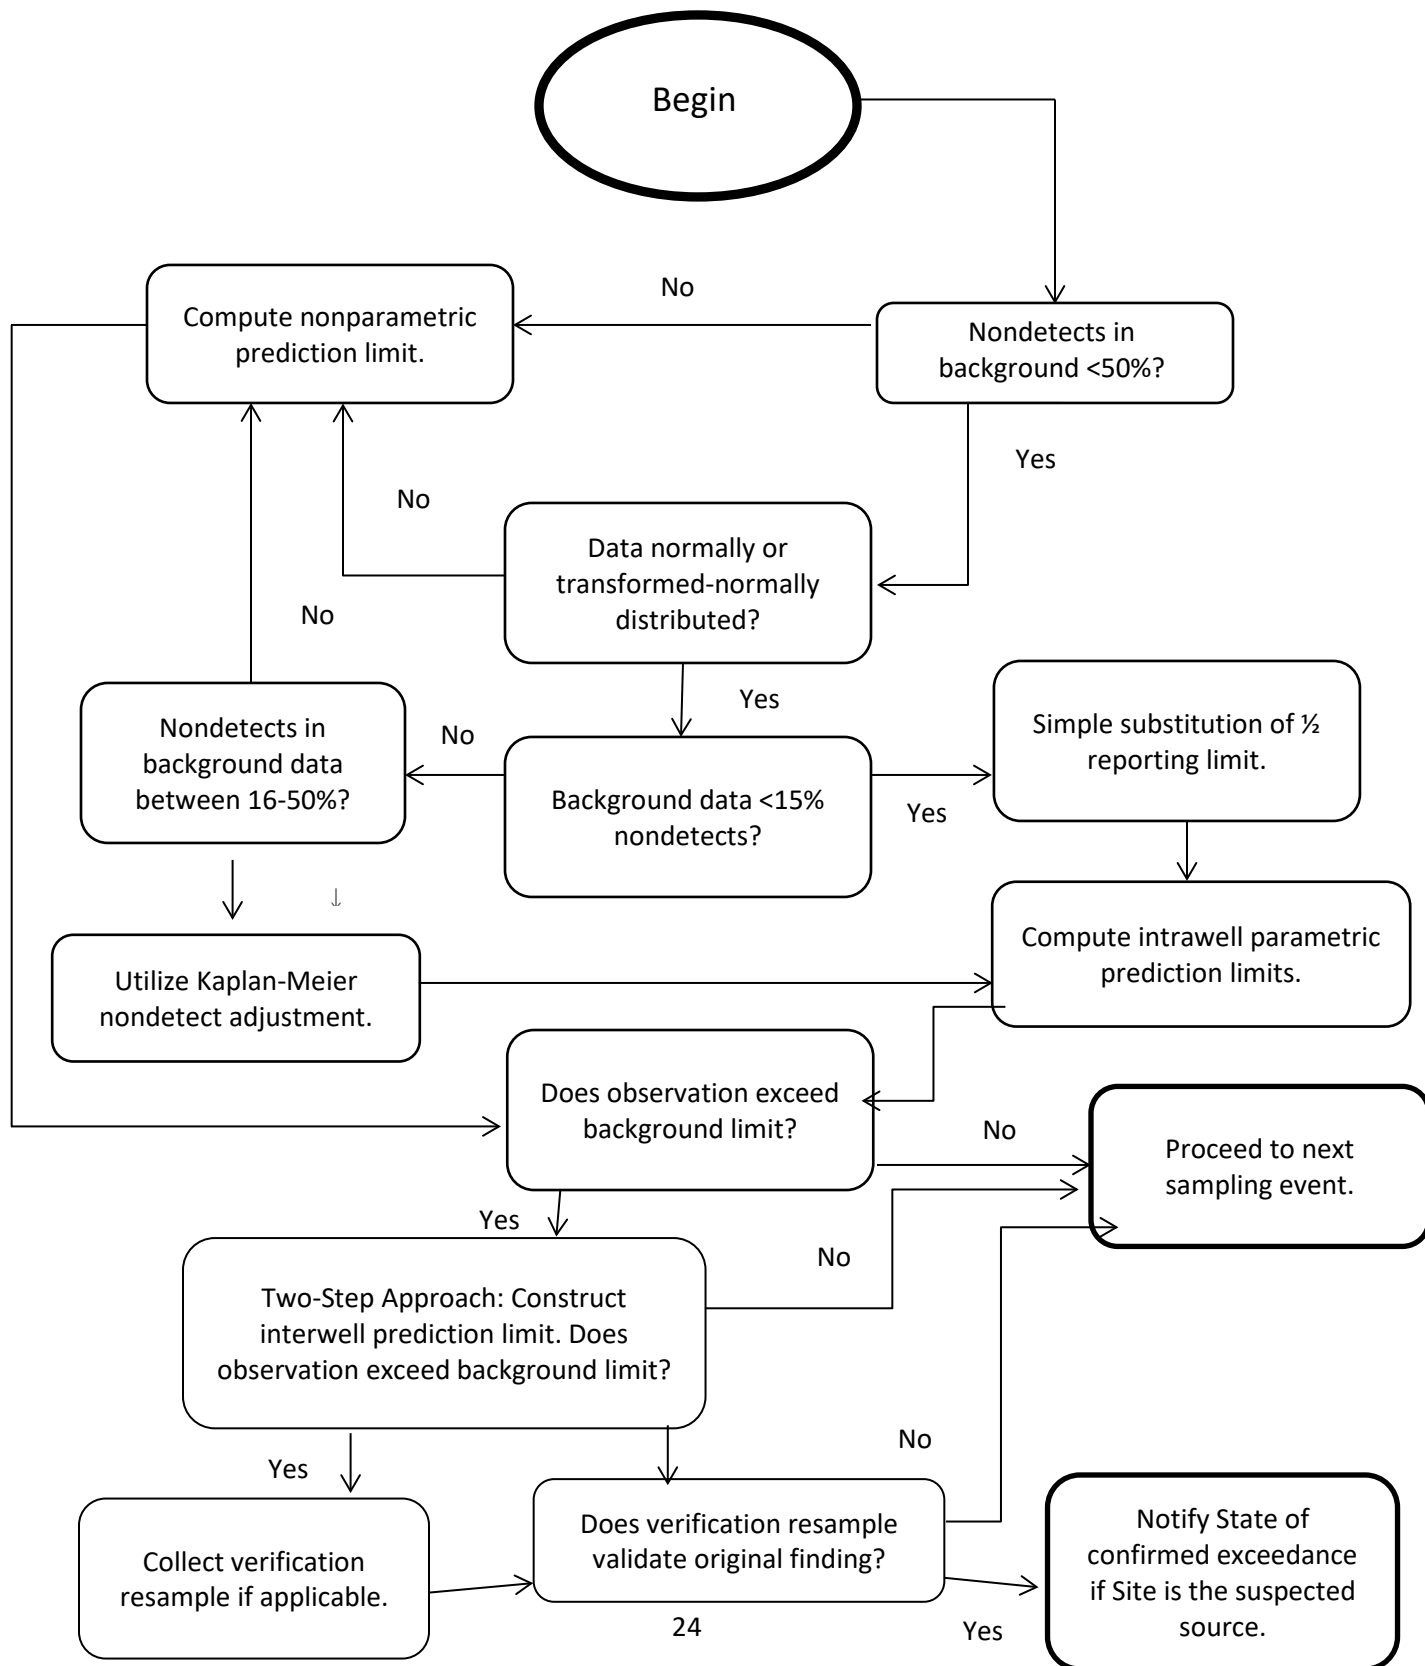 Begin
No
Compute nonparametric
prediction limit.
Nondetects in
background <50%?
Yes
No
Data normally or
transformed-normally
distributed?
No
Yes
Nondetects in
background data
between 16-50%?
No
Background data <15%
nondetects?
Yes
Simple substitution of ½
reporting limit.
Compute intrawell parametric
prediction limits.
Utilize Kaplan-Meier
nondetect adjustment.
Does observation exceed
background limit?
No
Proceed to next
sampling event.
Yes
No
Two-Step Approach: Construct
interwell prediction limit. Does
observation exceed background limit?
No
Yes
Collect verification
resample if applicable.
Does verification resample
validate original finding?
Notify State of
confirmed exceedance
if Site is the suspected
source.
Yes
24